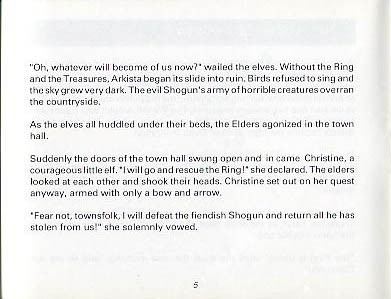 "Oh, whatever will become of us now?" wailed the elves. Without the Ring
and the Treasures, Arkista began its slide into ruin. Birds refused to sing and
the sky grew very dark. The evil Shogun's army of horrible creatures overran
the countryside.
As the elves all huddled under their beds, the Elders agonized in the town
hall.
Suddenly the doors of the town hall swung open and in came Christine, a
courageous little elf. "I will go and rescue the Ring!" she declared. The elders
looked at each other and shook their heads. Christine set out on her quest
anyway, armed with only a bow and arrow.
"Fear not, townsfolk, I will defeat the fiendish Shogun and return all he has
stolen from us!" she solemnly vowed.
5